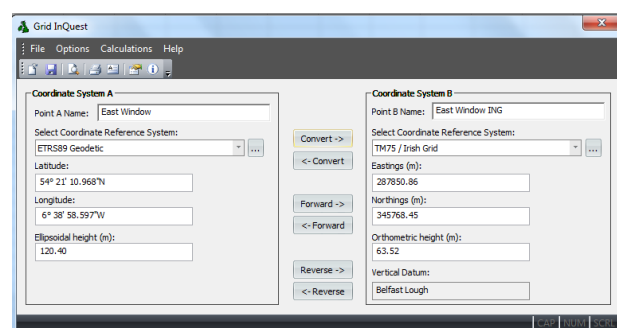 Grid InQuest
File Options Calculations Help
Coordinate System A
Point A Name: East Window
Select Coordinate Reference System:
ETRS89 Geodetic
...
Latitude:
54° 21' 10.968"N
Longitude:
6° 38' 58.597"W
Ellipsoidal height (m):
120.40
Convert ->
<- Convert
Forward ->
<- Forward
Reverse ->
<- Reverse
Coordinate System B
Point B Name: East Window ING
Select Coordinate Reference System:
TM75 / Irish Grid
...
Eastings (m):
287850.86
Northings (m):
345768.45
Orthometric height (m):
63.52
Vertical Datum:
Belfast Lough
CAP NUM SCRL